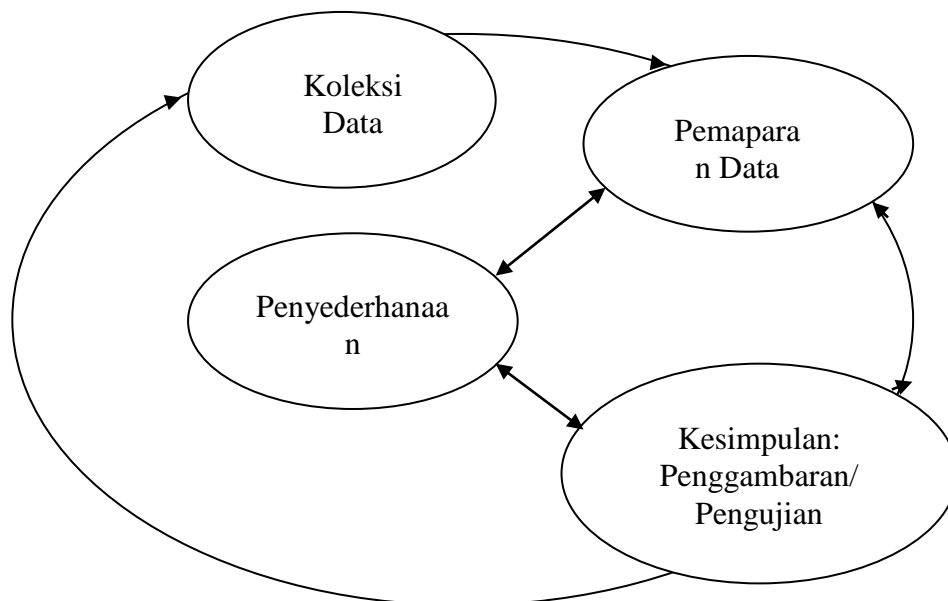 Koleksi
Data
Pemapara
n Data
Penyederhanaa
n
Kesimpulan:
Penggambaran/
Pengujian